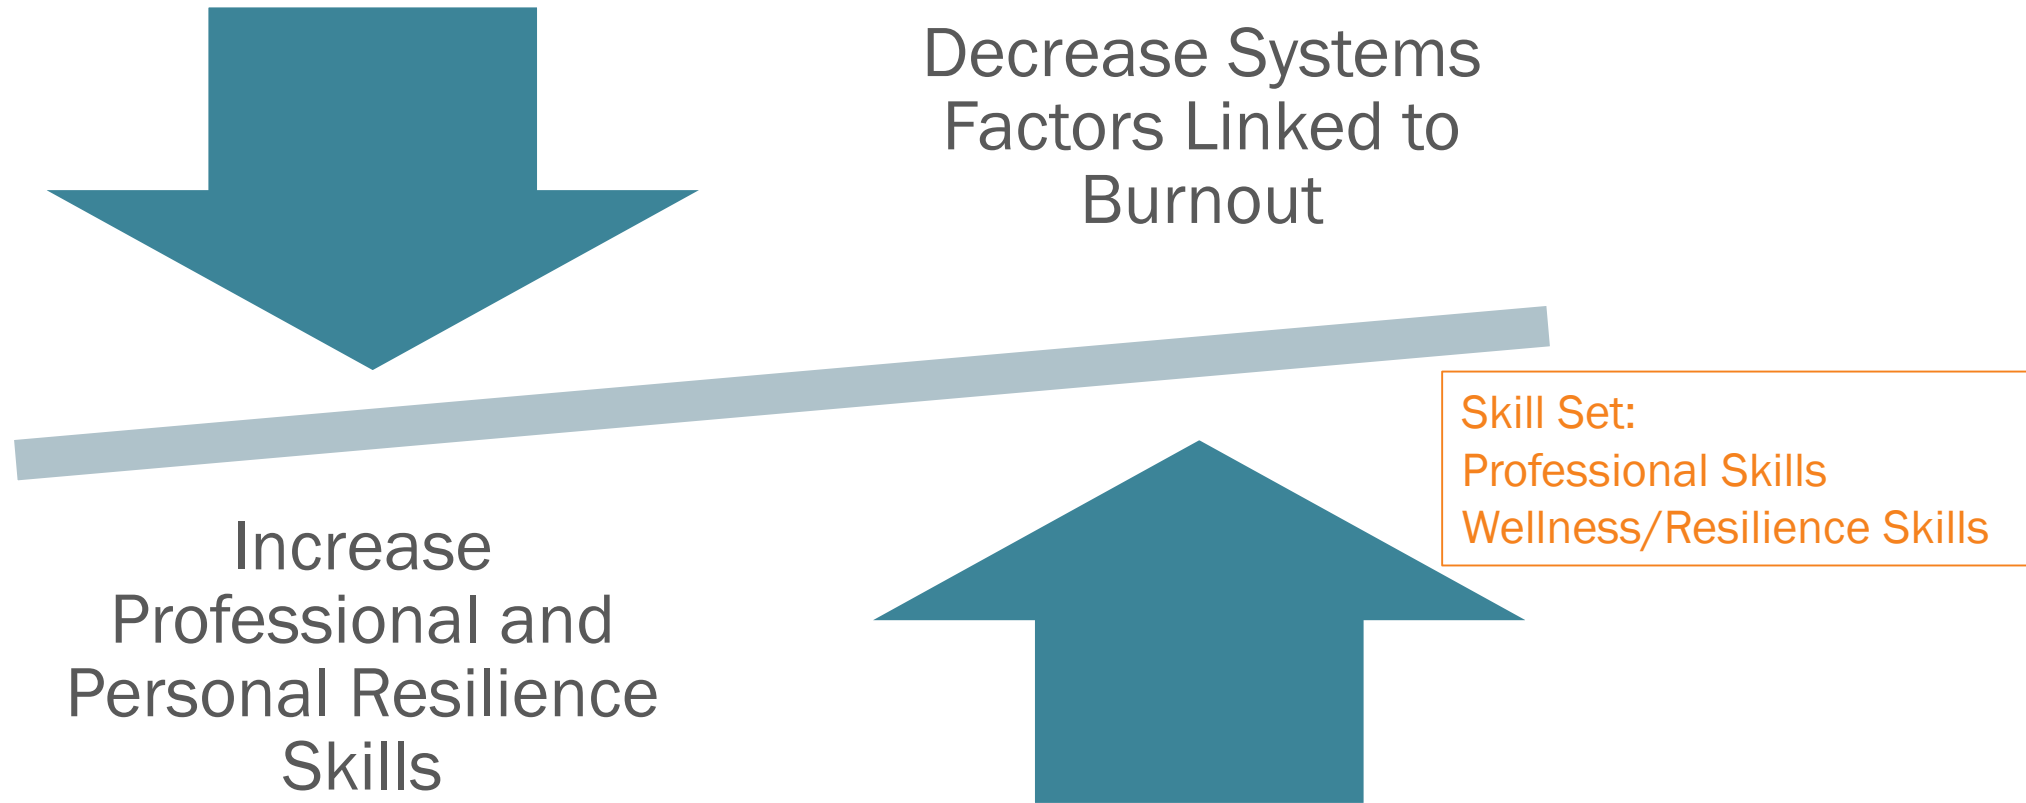 Decrease Systems
Factors Linked to
Burnout
Skill Set:
Professional Skills
Wellness/Resilience Skills
Increase
Professional and
Personal Resilience
Skills